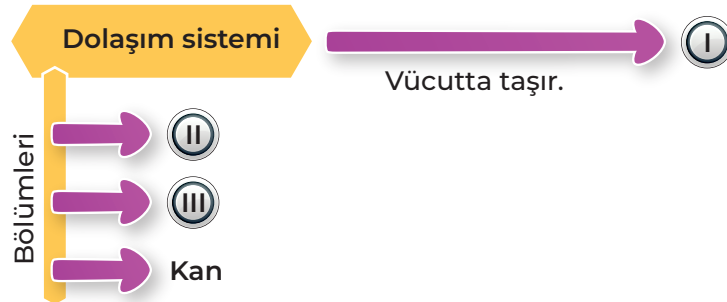 Dolaşım sistemi
I
Vücutta taşır.
Bölümleri
II
III
Kan